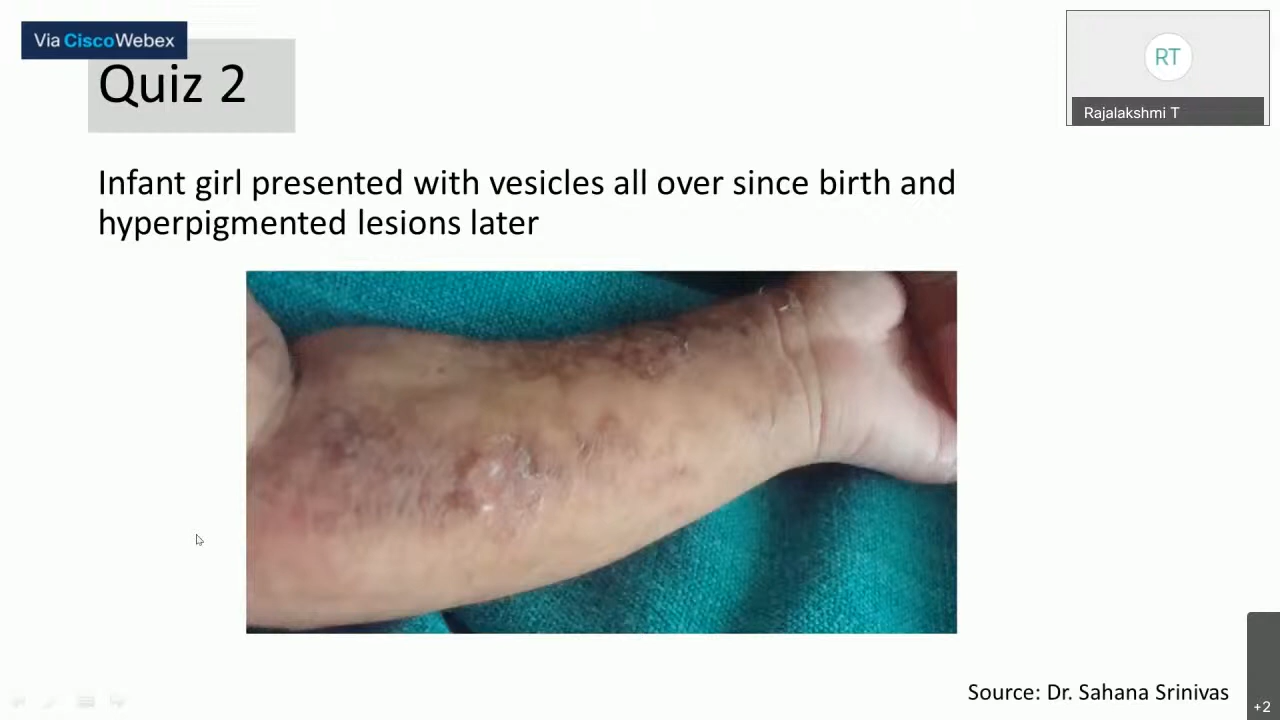 Via CiscoWebex
Quiz 2
RT
Rajalakshmi T
Infant girl presented with vesicles all over since birth and
hyperpigmented lesions later
Source: Dr. Sahana Srinivas
+2